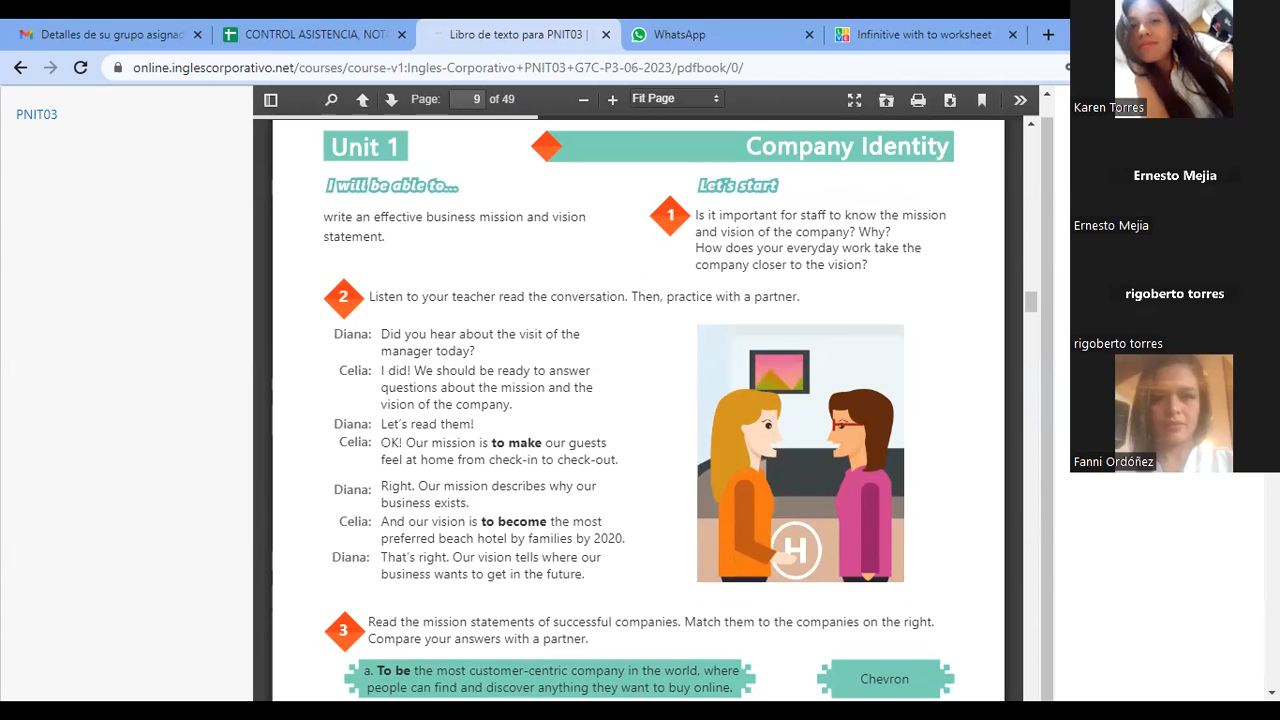 Detalles de su grupo asignac
CONTROL ASISTENCIA, NOT
Libro de texto para PNIT03 |
WhatsApp
Infinitive with to worksheet
online.inglescorporativo.net/courses/course-v1:Ingles-Corporativo+PNIT03+G7C-P3-06-2023/pdfbook/0/
PNIT03
Page: 9 of 49
Fit Page
Unit 1
Company Identity
I will be able to...
write an effective business mission and vision
statement.
Let's start
1
Is it important for staff to know the mission
and vision of the company? Why?
How does your everyday work take the
company closer to the vision?
2
Listen to your teacher read the conversation. Then, practice with a partner.
Diana: Did you hear about the visit of the
manager today?
Celia: I did! We should be ready to answer
questions about the mission and the
vision of the company.
Diana: Let's read them!
Celia: OK! Our mission is to make our guests
feel at home from check-in to check-out.
Diana: Right. Our mission describes why our
business exists.
Celia: And our vision is to become the most
preferred beach hotel by families by 2020.
Diana: That's right. Our vision tells where our
business wants to get in the future.
H
3
Read the mission statements of successful companies. Match them to the companies on the right.
Compare your answers with a partner.
a. To be the most customer-centric company in the world, where
people can find and discover anything they want to buy online.
Chevron
Karen Torres
Ernesto Mejia
Ernesto Mejia
rigoberto torres
rigoberto torres
Fanni Ordóñez